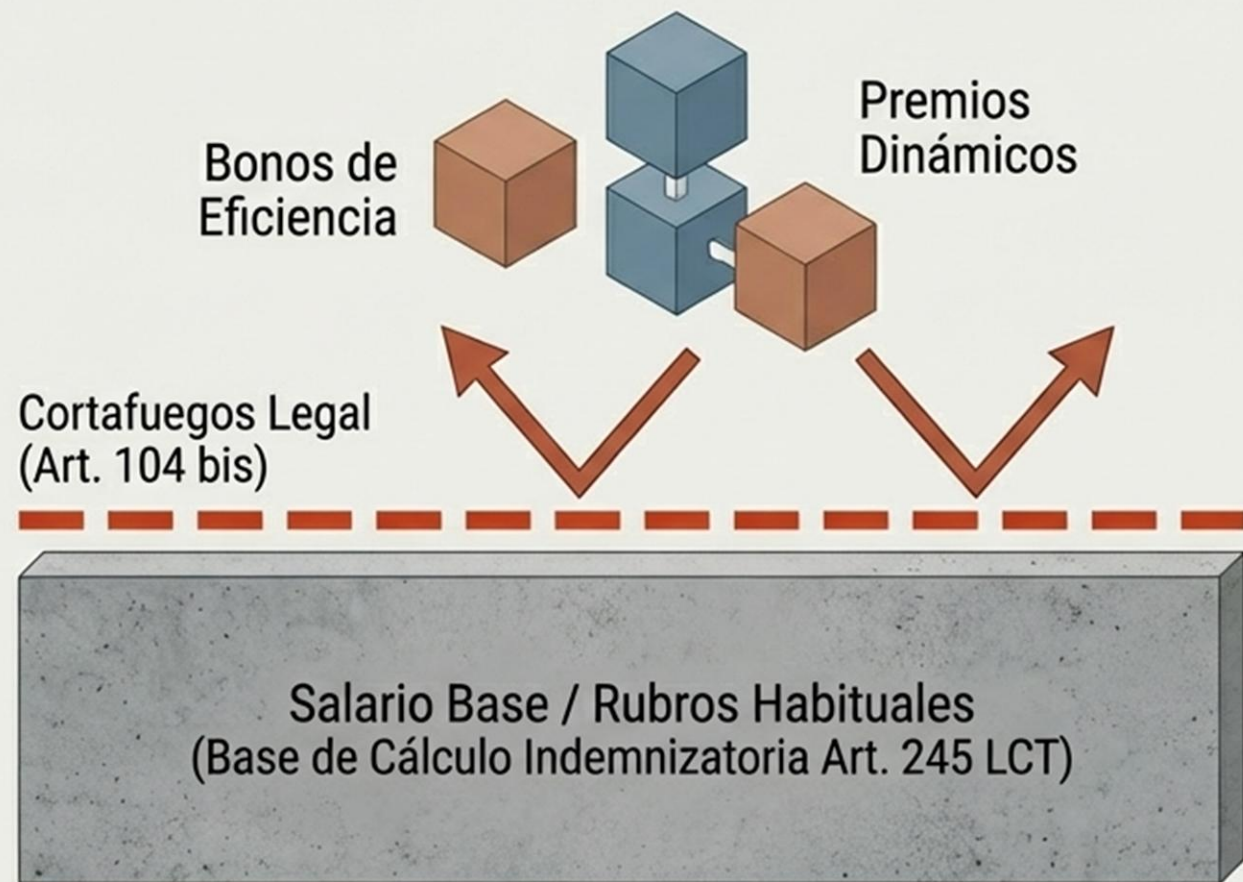 Bonos de
Eficiencia
Premios
Dinámicos
Cortafuegos Legal
(Art. 104 bis)
Salario Base / Rubros Habituales
(Base de Cálculo Indemnizatoria Art. 245 LCT)